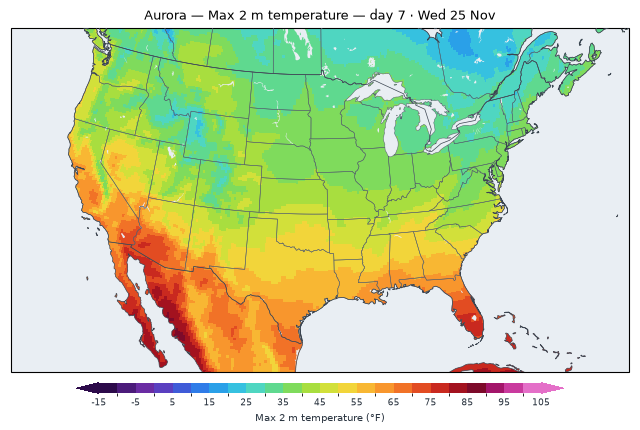 Aurora — Max 2 m temperature — day 7 · Wed 25 Nov
-15 -5 5 15 25 35 45 55 65 75 85 95 105
Max 2 m temperature (°F)